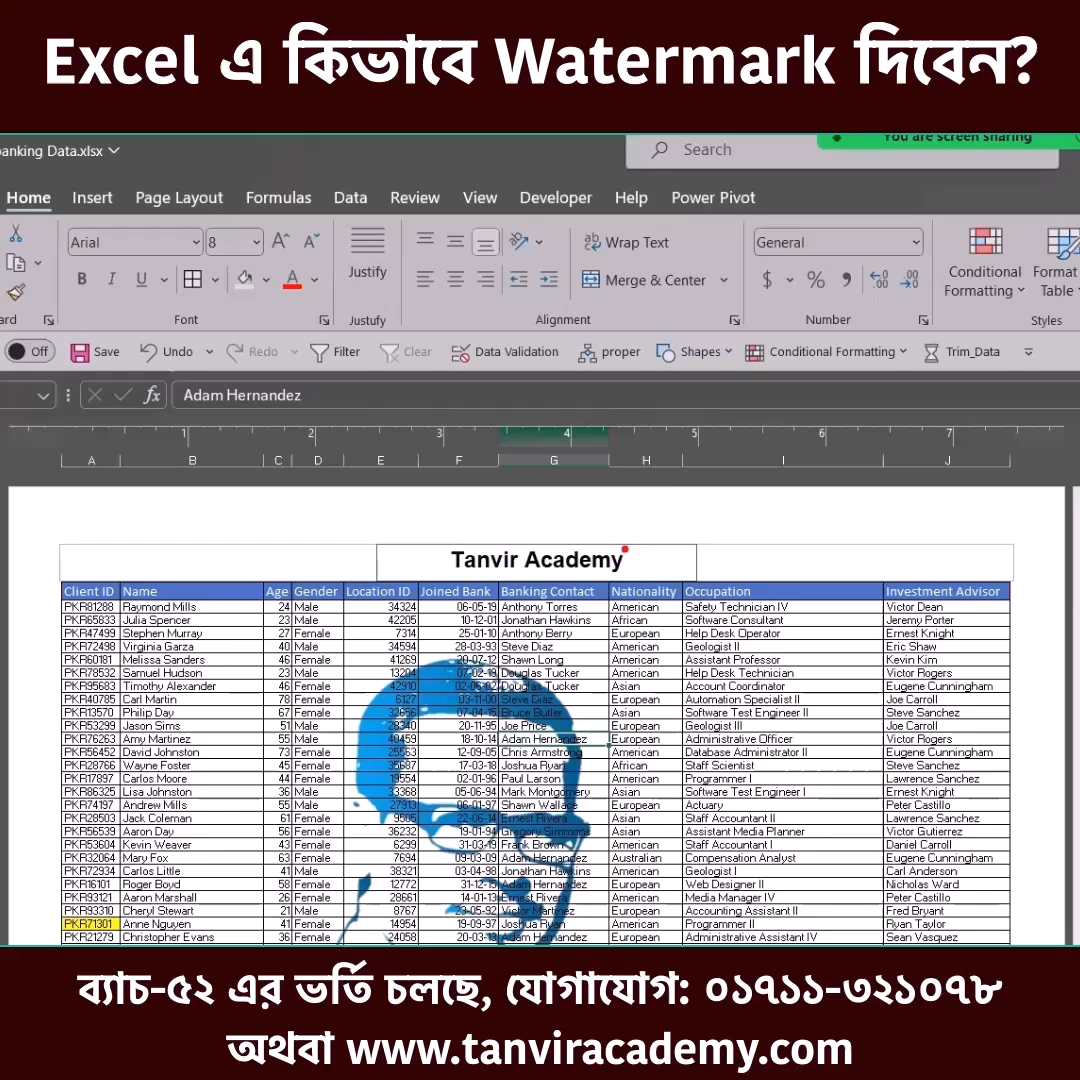 Excel এ কিভাবে Watermark দিবেন?
You are screen sharing
anking Data.xlsx
Search
Home Insert Page Layout Formulas Data Review View Developer Help Power Pivot
Arial 8 Wrap Text General
B I U A Justify Merge & Center $ % Conditional Formatting Format Table
Font Justufy Alignment Number Styles
Off Save Undo Redo Filter Clear Data Validation proper Shapes Conditional Formatting Trim_Data
fx Adam Hernandez
1 2 3 4 5 6 7
A B C D E F G H I J
Tanvir Academy
Client ID Name Age Gender Location ID Joined Bank Banking Contact Nationality Occupation Investment Advisor
PKR81288 Raymond Mills 24 Male 34324 06-05-19 Anthony Torres American Safety Technician IV Victor Dean
PKR65833 Julia Spencer 23 Male 42205 10-12-01 Jonathan Hawkins African Software Consultant Jeremy Porter
PKR47499 Stephen Murray 27 Female 7314 25-01-10 Anthony Berry European Help Desk Operator Ernest Knight
PKR72498 Virginia Garza 40 Male 34594 28-03-93 Steve Diaz American Geologist II Eric Shaw
PKR60181 Melissa Sanders 46 Female 41269 20-07-12 Shawn Long American Assistant Professor Kevin Kim
PKR78532 Samuel Hudson 23 Male 13204 07-02-19 Douglas Tucker American Help Desk Technician Victor Rogers
PKR95683 Timothy Alexander 46 Female 42910 02-06-02 Douglas Tucker Asian Account Coordinator Eugene Cunningham
PKR40785 Carl Martin 78 Female 6127 03-11-00 Steve Diaz European Automation Specialist II Joe Carroll
PKR13570 Philip Day 67 Female 32656 07-04-15 Bruce Butler Asian Software Test Engineer II Steve Sanchez
PKR53299 Jason Sims 51 Male 28340 20-11-95 Joe Price European Geologist III Joe Carroll
PKR76263 Amy Martinez 55 Male 40459 18-10-14 Adam Hernandez European Administrative Officer Victor Rogers
PKR56452 David Johnston 73 Female 25563 12-09-05 Chris Armstrong American Database Administrator II Eugene Cunningham
PKR28766 Wayne Foster 45 Male 35687 17-03-18 Joshua Ryan African Staff Scientist Steve Sanchez
PKR17897 Carlos Moore 44 Female 19554 02-01-96 Paul Larson American Programmer I Lawrence Sanchez
PKR86325 Lisa Johnston 36 Male 33368 05-06-94 Mark Montgomery Asian Software Test Engineer I Ernest Knight
PKR74197 Andrew Mills 55 Male 27913 06-01-97 Shawn Wallace European Actuary Peter Castillo
PKR28503 Jack Coleman 61 Female 9505 22-06-14 Ernest Rivera Asian Staff Accountant II Lawrence Sanchez
PKR56539 Aaron Day 56 Female 36232 19-01-94 Gregory Simmons Asian Assistant Media Planner Victor Gutierrez
PKR53604 Kevin Weaver 43 Female 6299 31-03-19 Frank Brown American Staff Accountant I Daniel Carroll
PKR32064 Mary Fox 63 Female 7694 09-03-09 Adam Hernandez Australian Compensation Analyst Eugene Cunningham
PKR72934 Carlos Little 41 Male 38321 03-04-98 Jonathan Hawkins American Geologist I Carl Anderson
PKR16101 Roger Boyd 58 Female 12772 31-12-15 Adam Hernandez European Web Designer II Nicholas Ward
PKR93121 Aaron Marshall 26 Female 28661 14-01-13 Ernest Rivera American Media Manager IV Peter Castillo
PKR93310 Cheryl Stewart 21 Male 8767 23-05-92 Victor Martinez European Accounting Assistant II Fred Bryant
PKR71301 Anne Nguyen 41 Female 14954 19-09-97 Joshua Ryan American Programmer II Ryan Taylor
PKR21279 Christopher Evans 36 Female 24058 20-03-13 Adam Hernandez European Administrative Assistant IV Sean Vasquez
ব্যাচ-৫২ এর ভর্তি চলছে, যোগাযোগ: ০১৭১১-৩২১০৭৮
অথবা www.tanviracademy.com